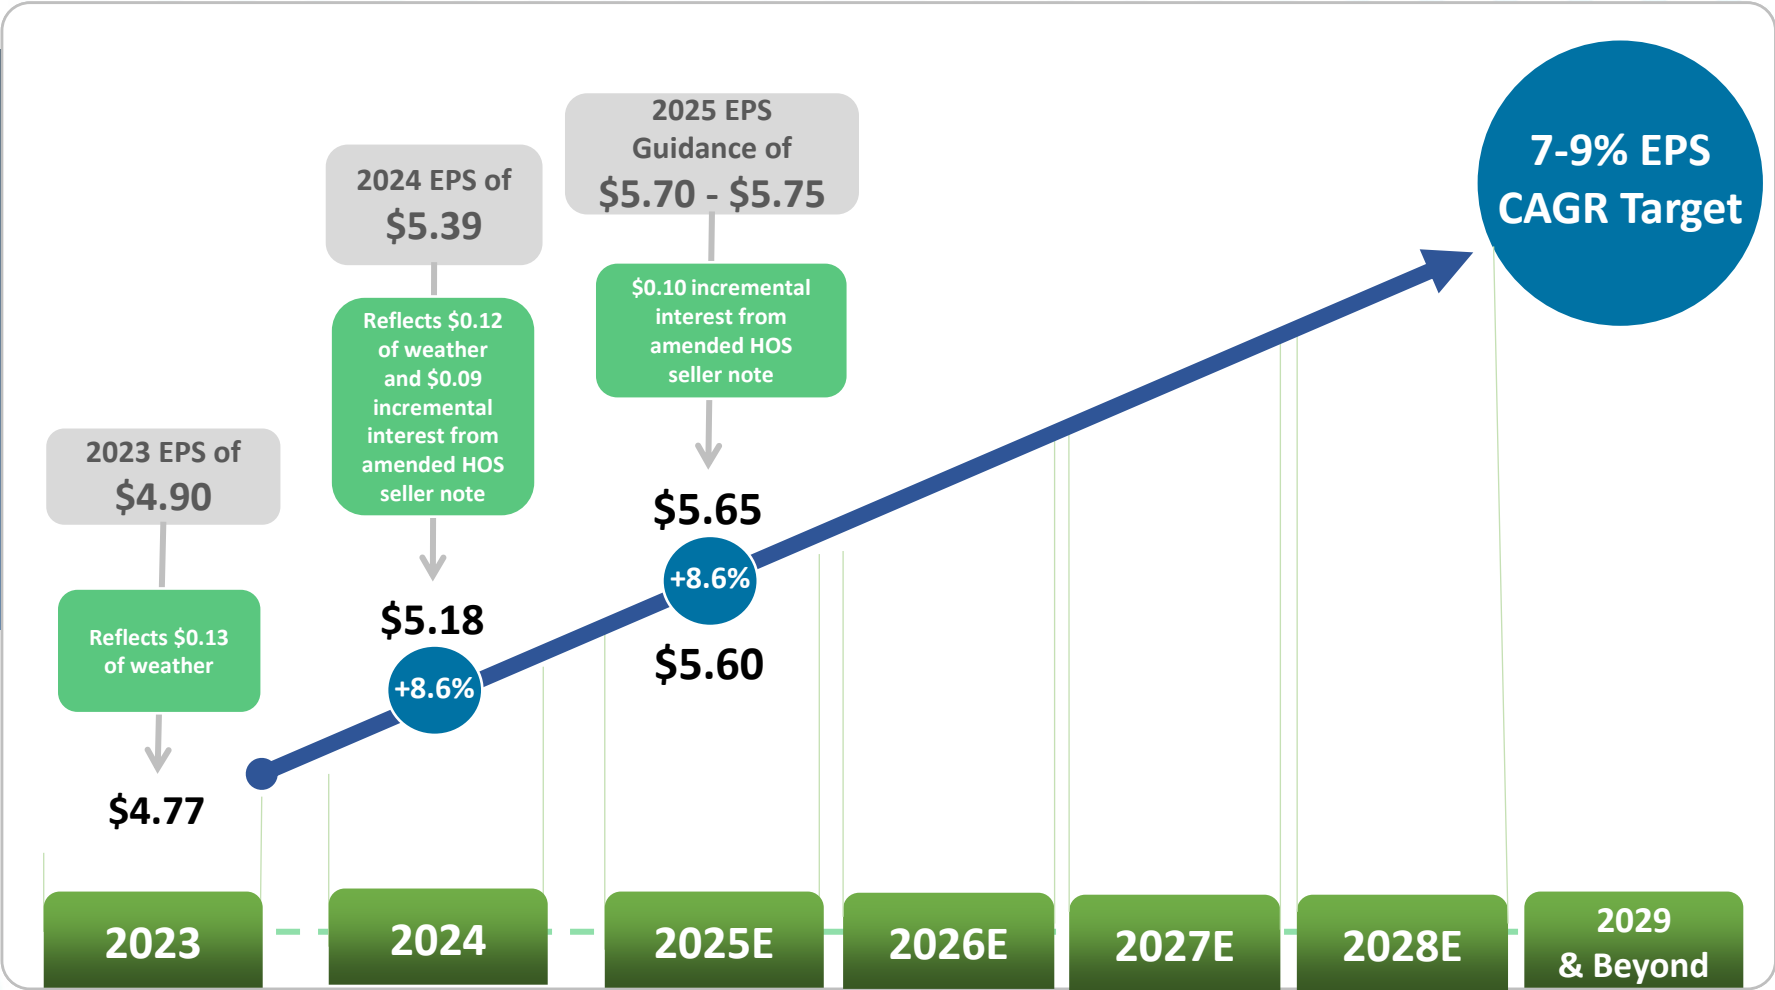 7-9% EPS
CAGR Target
2025 EPS
Guidance of
$5.70 - $5.75
$0.10 incremental
interest from
amended HOS
seller note
$5.65
+8.6%
$5.60
2024 EPS of
$5.39
Reflects $0.12
of weather
and $0.09
incremental
interest from
amended HOS
seller note
$5.18
+8.6%
2023 EPS of
$4.90
Reflects $0.13
of weather
$4.77
2023
2024
2025E
2026E
2027E
2028E
2029
& Beyond